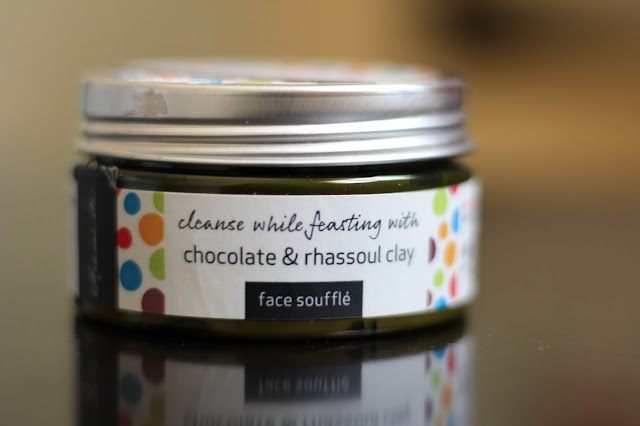 cleanse while feasting with
chocolate & rhassoul clay
face soufflé